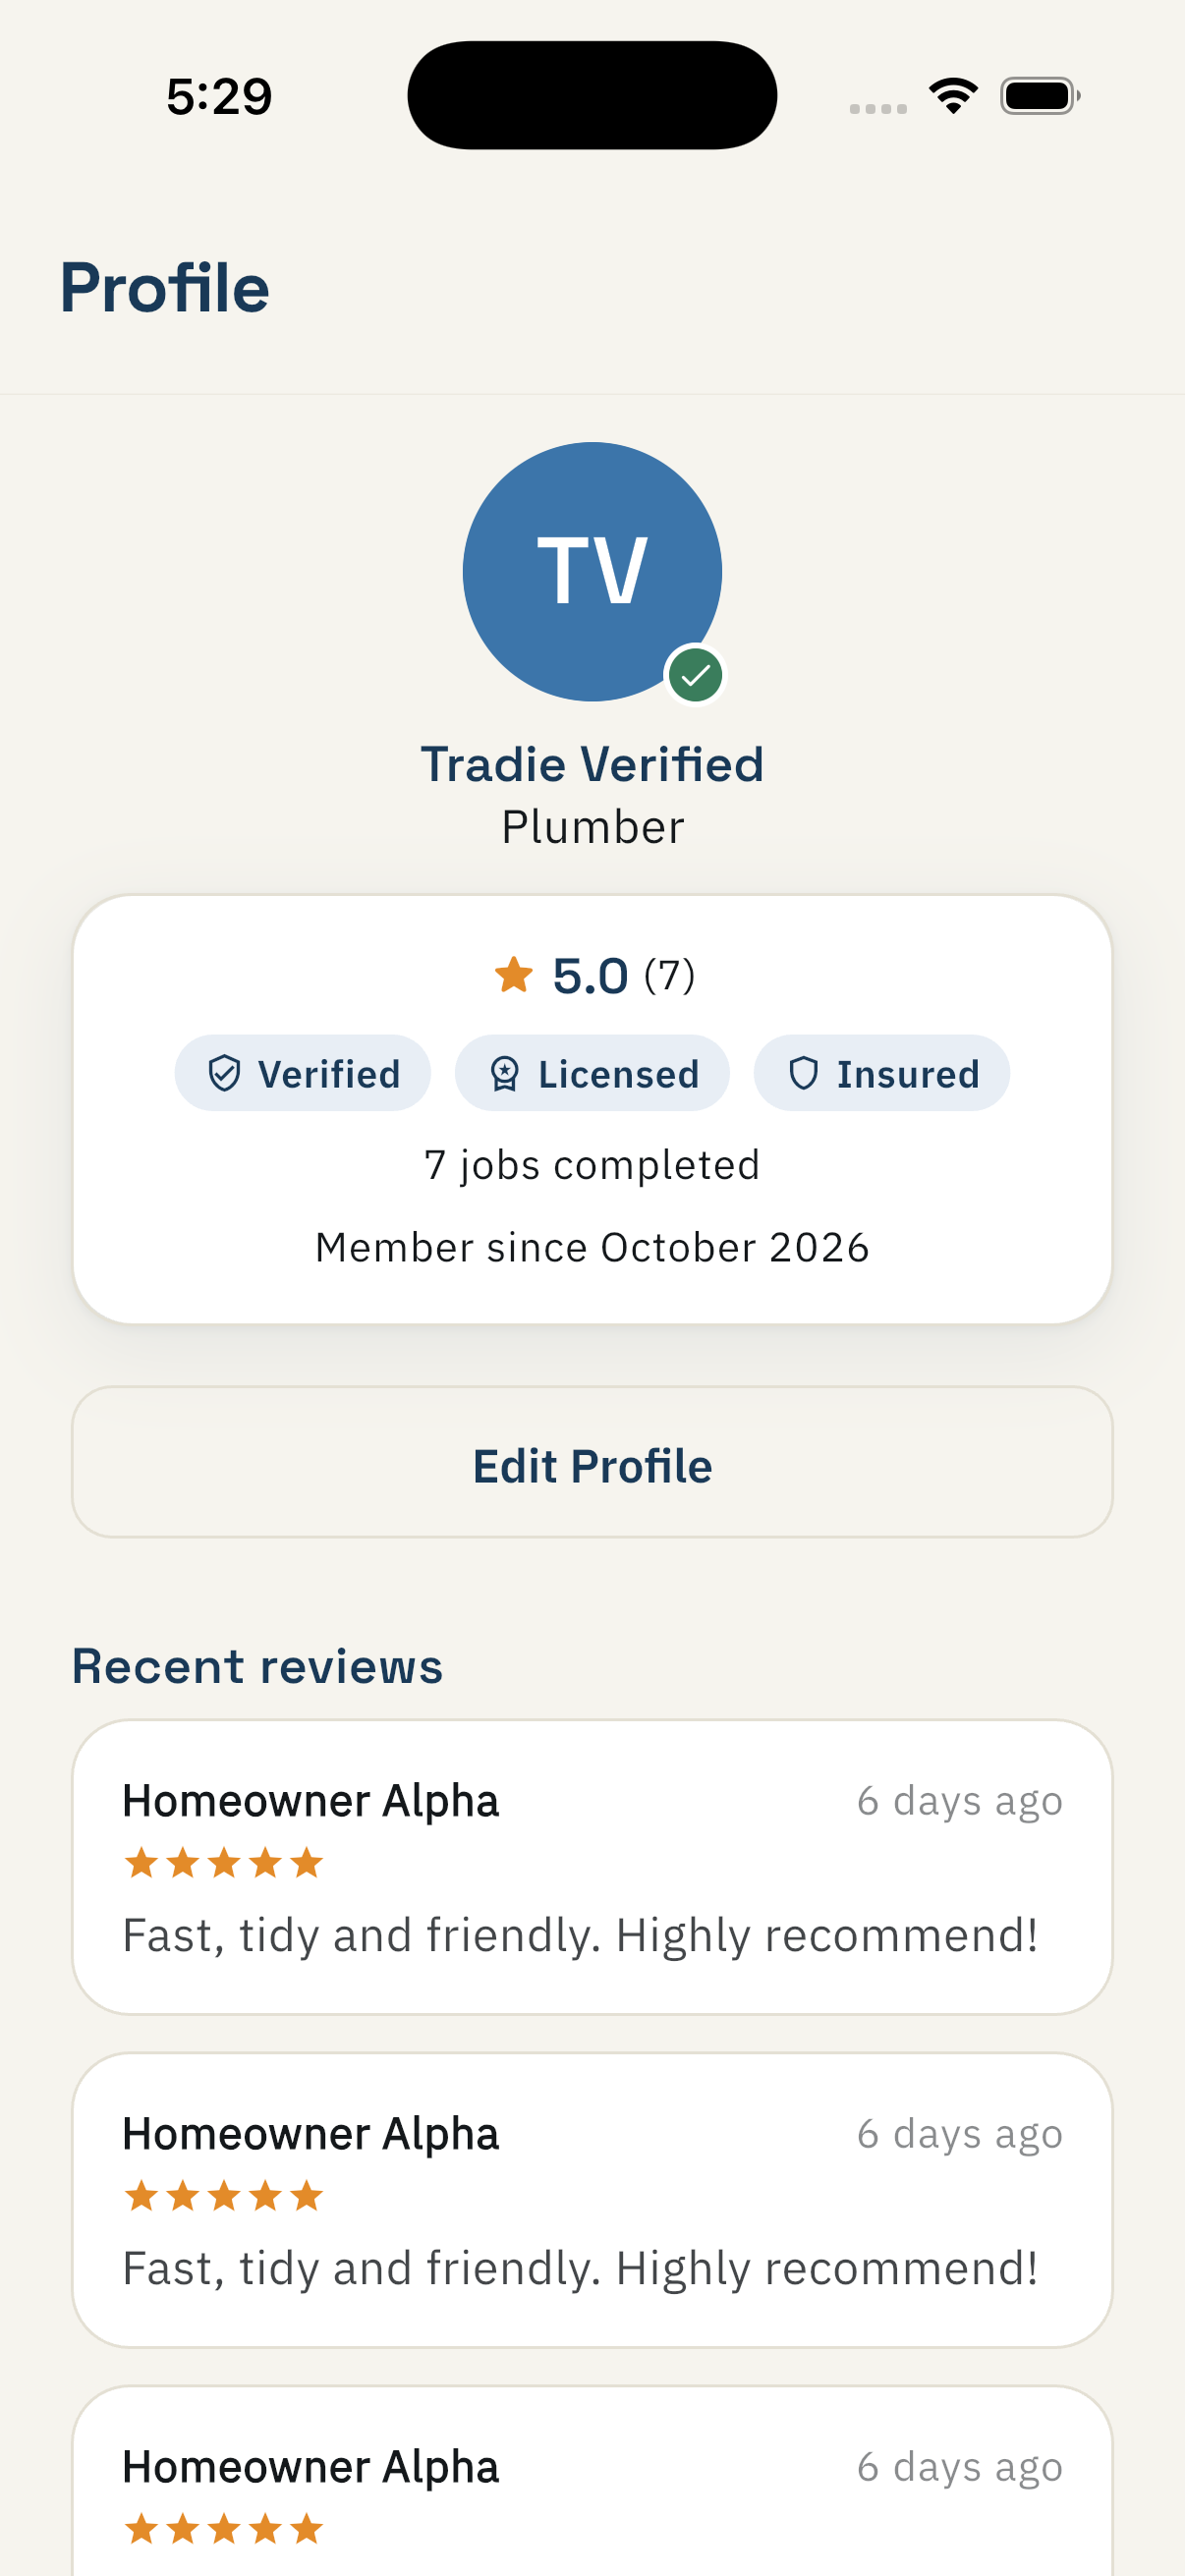 5:29
Profile
TV
Tradie Verified
Plumber
5.0 (7)
Verified Licensed Insured
7 jobs completed
Member since October 2026
Edit Profile
Recent reviews
Homeowner Alpha 6 days ago
Fast, tidy and friendly. Highly recommend!
Homeowner Alpha 6 days ago
Fast, tidy and friendly. Highly recommend!
Homeowner Alpha 6 days ago